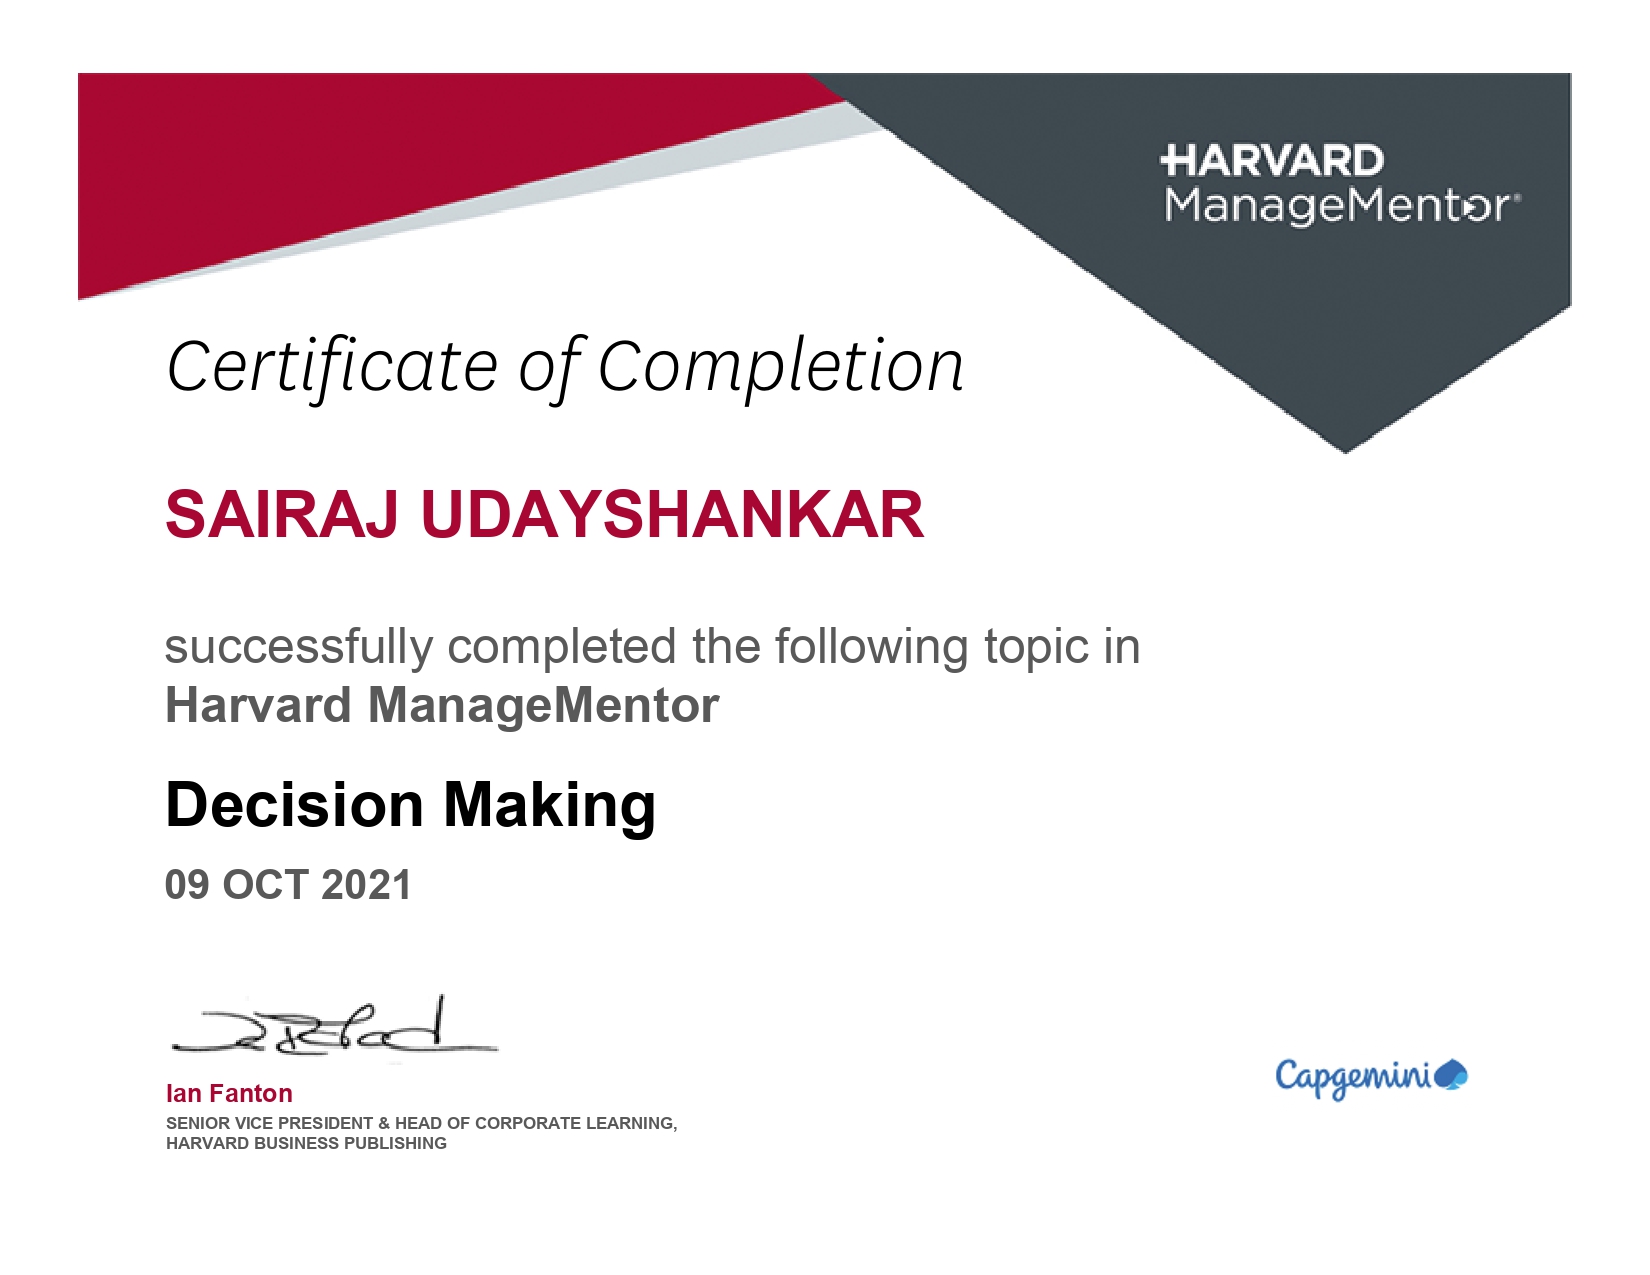 HARVARD
ManageMentor®
Certificate of Completion
SAIRAJ UDAYSHANKAR
successfully completed the following topic in
Harvard ManageMentor
Decision Making
09 OCT 2021
Ian Fanton
SENIOR VICE PRESIDENT & HEAD OF CORPORATE LEARNING,
HARVARD BUSINESS PUBLISHING
Capgemini